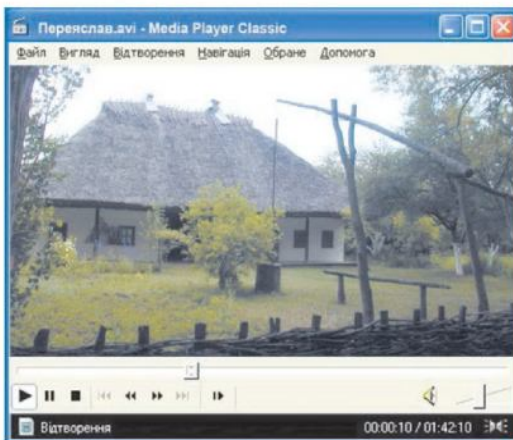 Переяслав.avi - Media Player Classic
Файл Вигляд Відтворення Навігація Обране Допомога
Відтворення 00:00:10 / 01:42:10